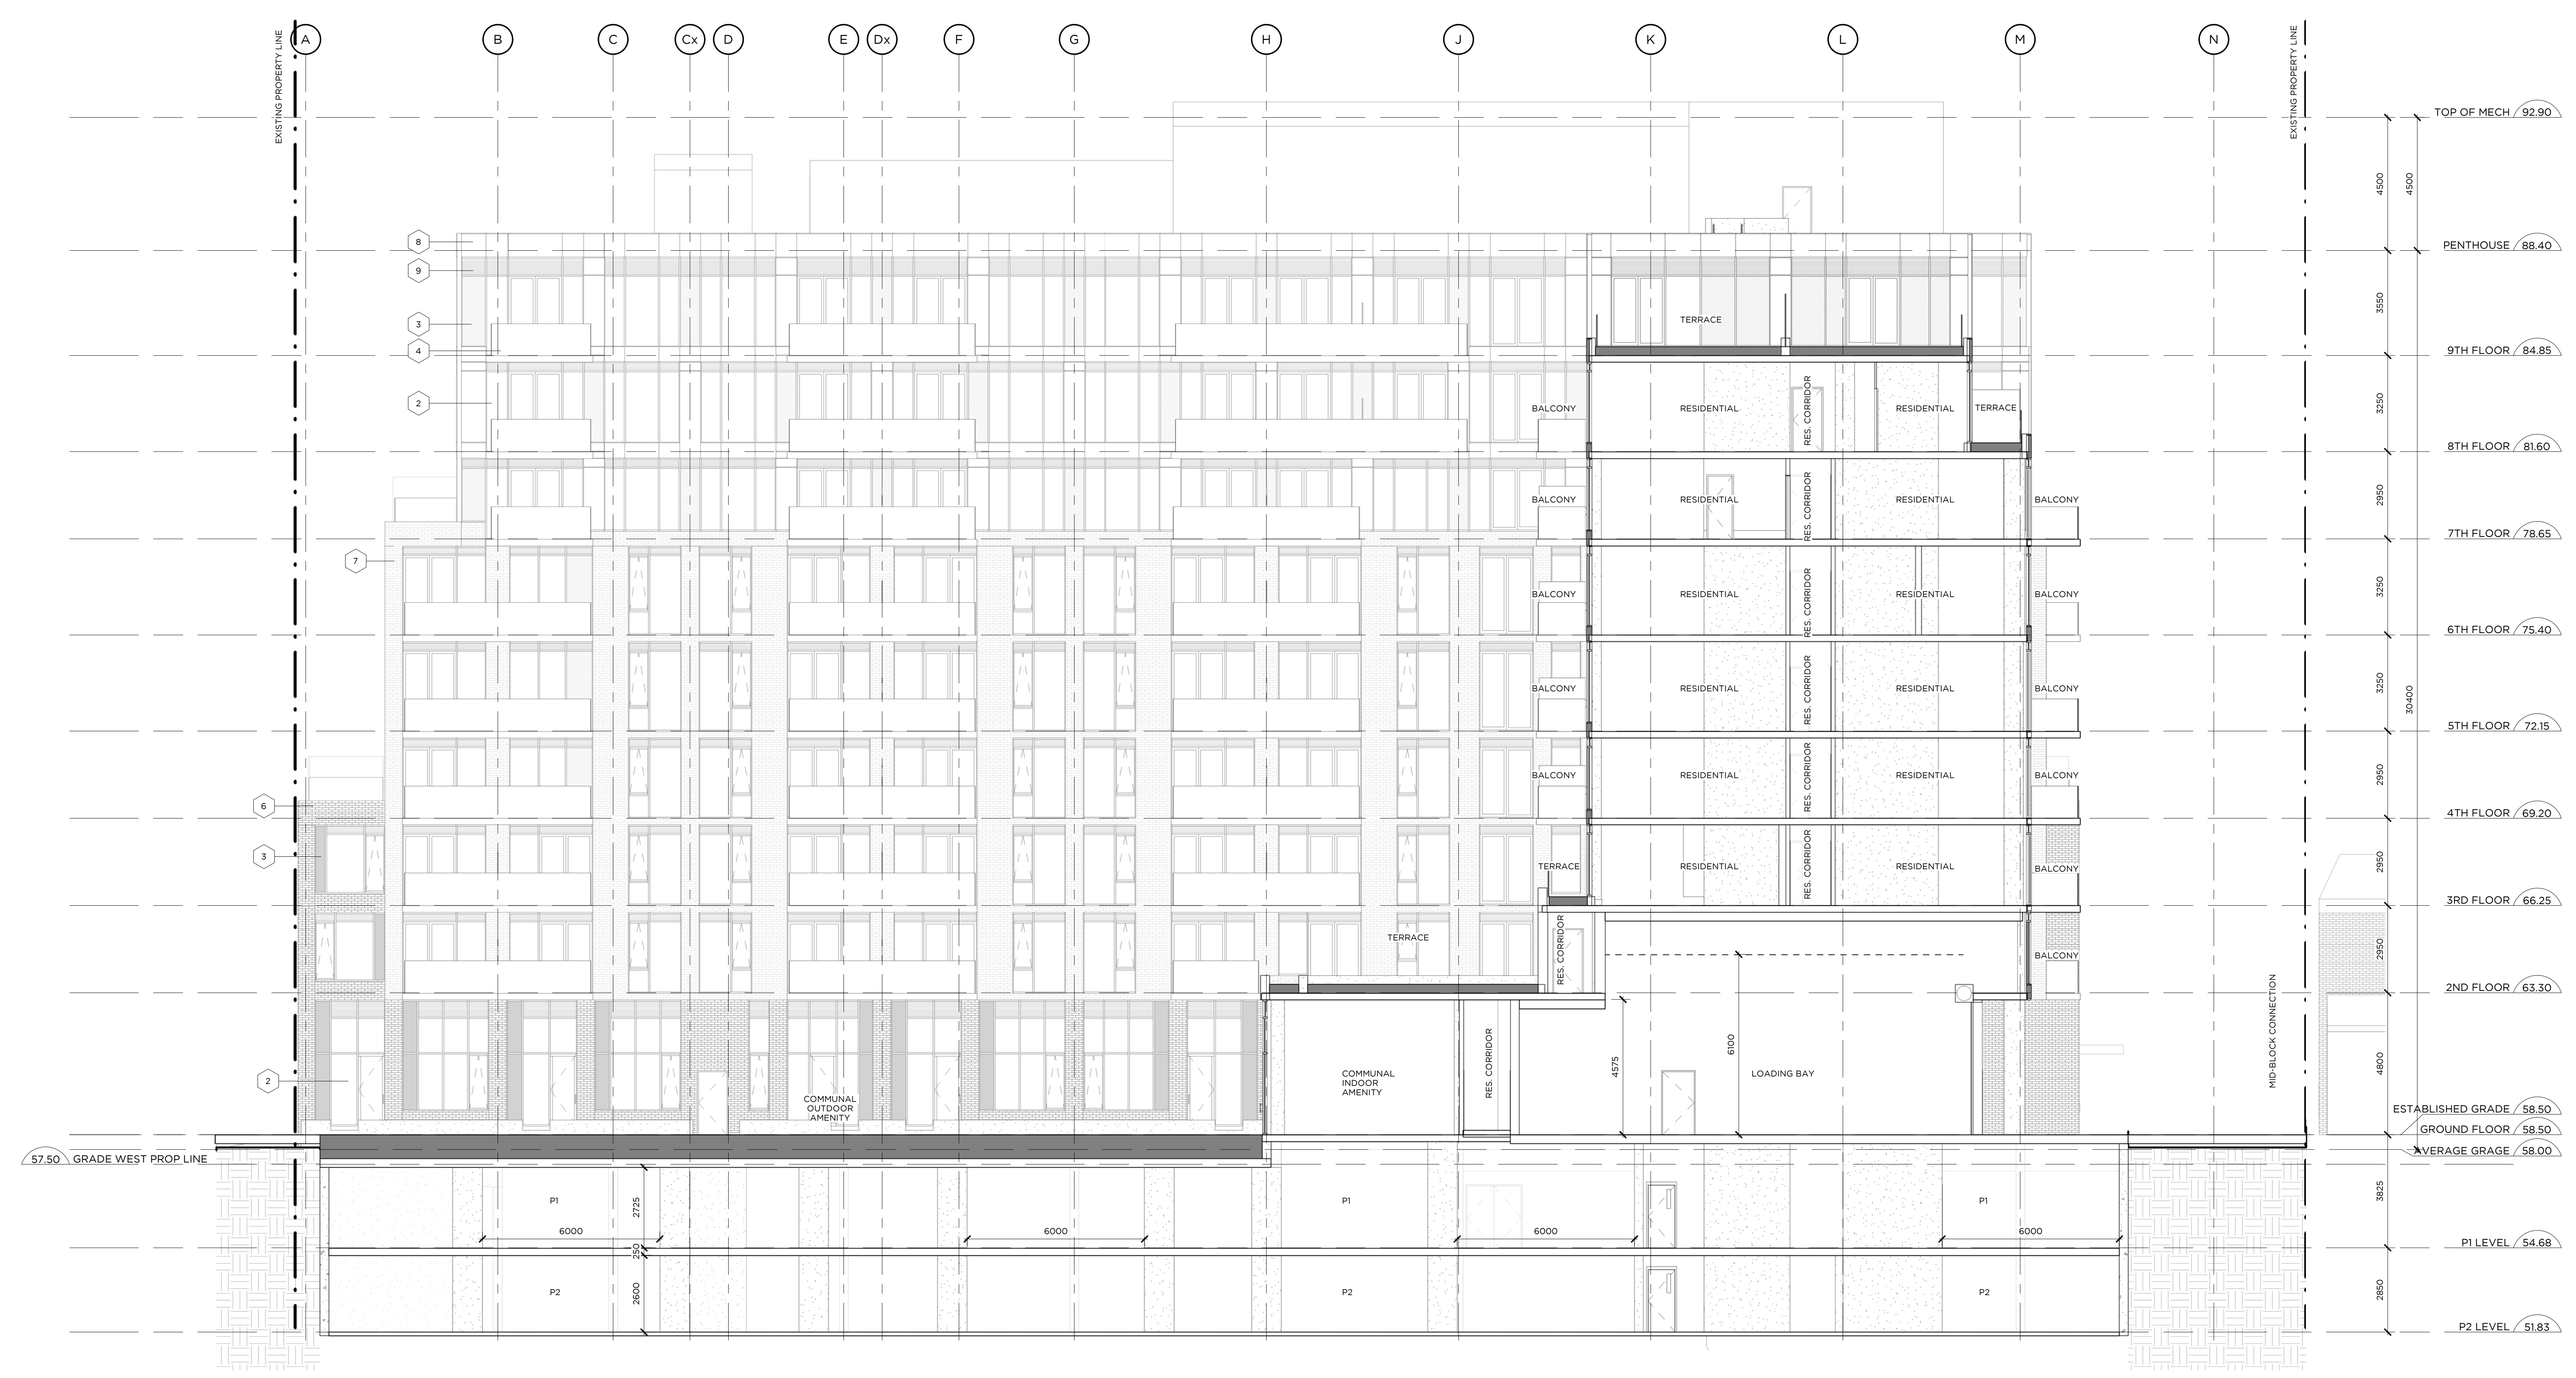 EXISTING PROPERTY LINE
A
B
C
Cx
D
E
Dx
F
G
H
J
K
L
M
N
EXISTING PROPERTY LINE
TOP OF MECH 92.90
4500
4500
8
PENTHOUSE 88.40
9
3550
3
TERRACE
4
9TH FLOOR 84.85
2
BALCONY
RESIDENTIAL
RES. CORRIDOR
RESIDENTIAL
TERRACE
3250
8TH FLOOR 81.60
BALCONY
RESIDENTIAL
RES. CORRIDOR
RESIDENTIAL
BALCONY
2950
7TH FLOOR 78.65
7
BALCONY
RESIDENTIAL
RES. CORRIDOR
RESIDENTIAL
BALCONY
3250
6TH FLOOR 75.40
BALCONY
RESIDENTIAL
RES. CORRIDOR
RESIDENTIAL
BALCONY
3250
30400
5TH FLOOR 72.15
BALCONY
RESIDENTIAL
RES. CORRIDOR
RESIDENTIAL
BALCONY
2950
6
4TH FLOOR 69.20
3
TERRACE
RESIDENTIAL
RES. CORRIDOR
RESIDENTIAL
BALCONY
2950
3RD FLOOR 66.25
TERRACE
RES. CORRIDOR
BALCONY
2950
2ND FLOOR 63.30
2
COMMUNAL
OUTDOOR
AMENITY
COMMUNAL
INDOOR
AMENITY
RES. CORRIDOR
4575
6100
LOADING BAY
MID-BLOCK CONNECTION
4800
ESTABLISHED GRADE 58.50
GROUND FLOOR 58.50
AVERAGE GRAGE 58.00
57.50 GRADE WEST PROP LINE
P1
2725
P1
P1
3825
6000
6000
6000
6000
250
P1 LEVEL 54.68
P2
2600
P2
P2
2850
P2 LEVEL 51.83